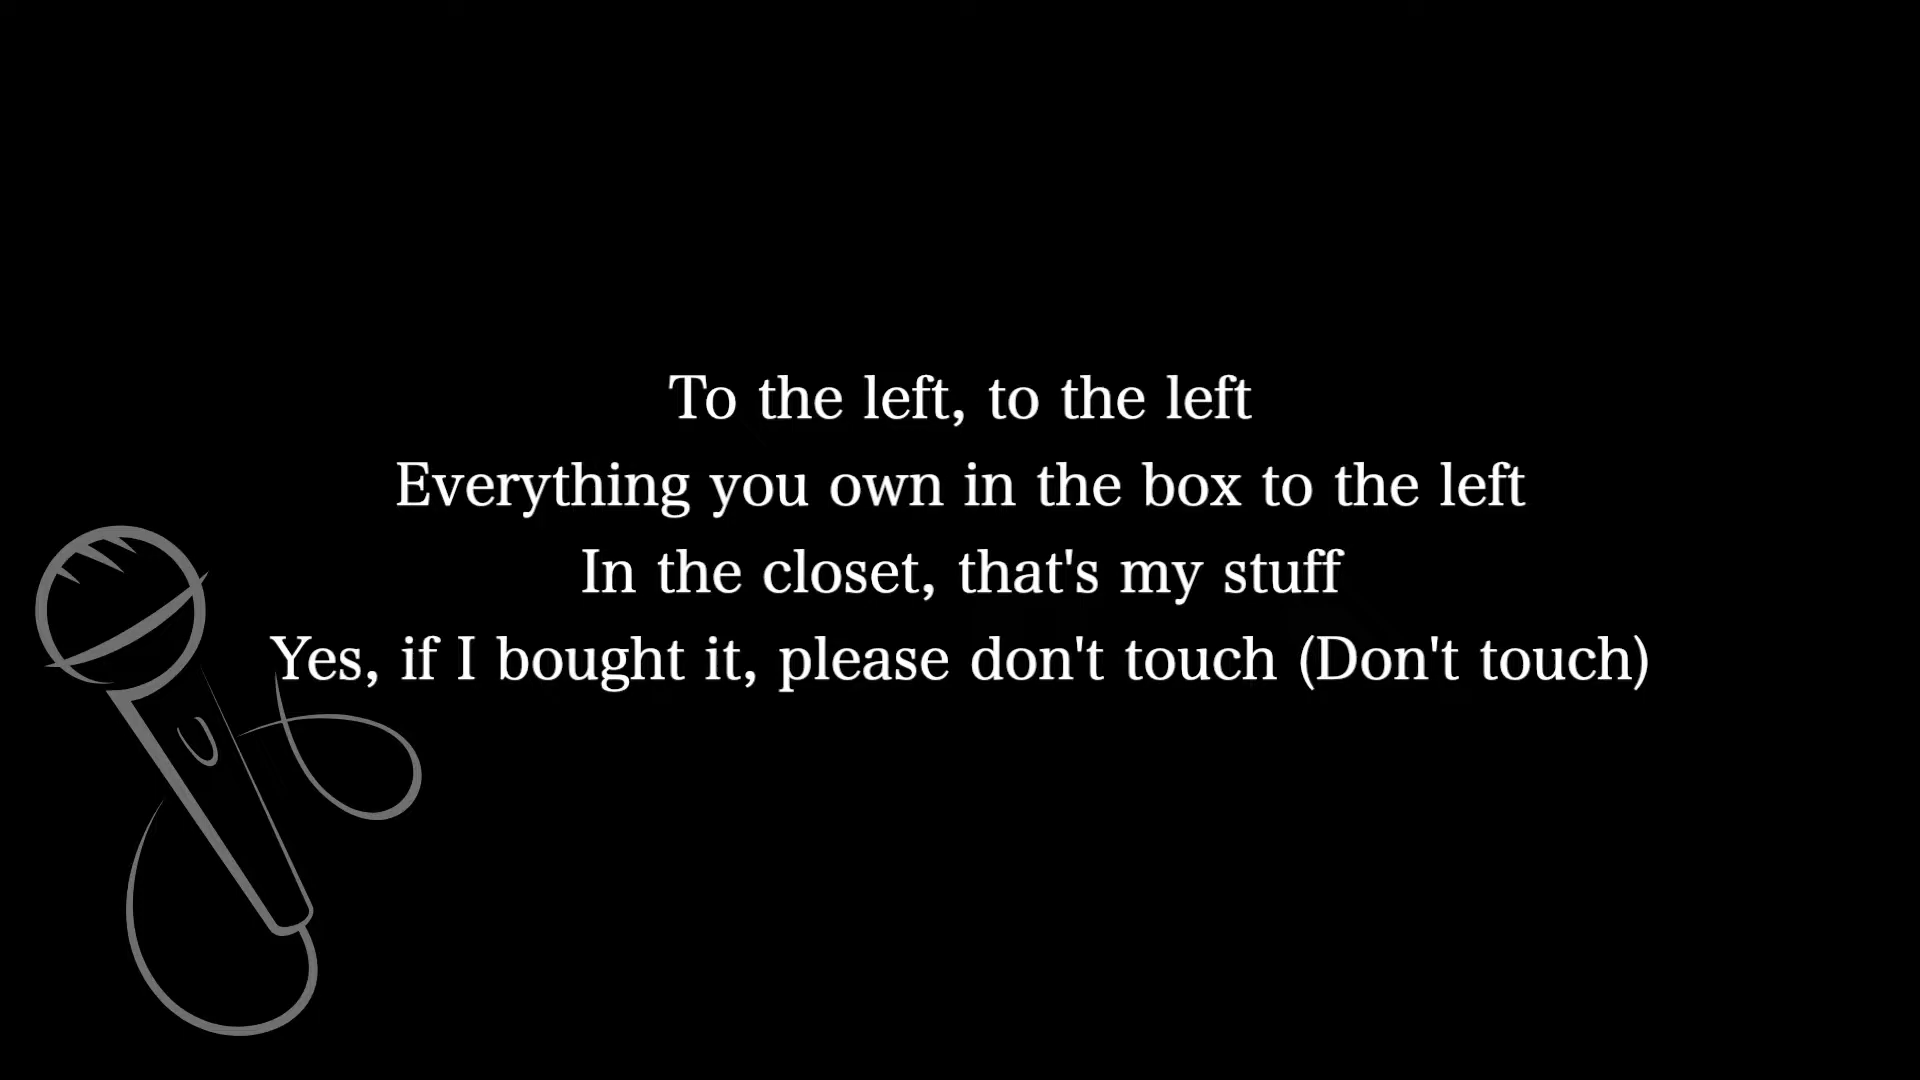 To the left, to the left
Everything you own in the box to the left
In the closet, that's my stuff
Yes, if I bought it, please don't touch (Don't touch)